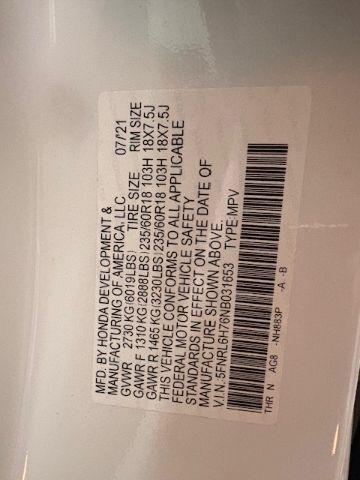 MFD. BY HONDA DEVELOPMENT &
MANUFACTURING OF AMERICA, LLC 07/21
GVWR 2730 KG(6019LBS) TIRE SIZE RIM SIZE
GAWR F 1310 KG(2888LBS)235/60R18 103H 18X7.5J
GAWR R 1465 KG(3230LBS)235/60R18 103H 18X7.5J
THIS VEHICLE CONFORMS TO ALL APPLICABLE
FEDERAL MOTOR VEHICLE SAFETY
STANDARDS IN EFFECT ON THE DATE OF
MANUFACTURE SHOWN ABOVE.
V.I.N. 5FNRL6H76NB031653 TYPE:MPV
THR N AG8 -NH883P -A -B